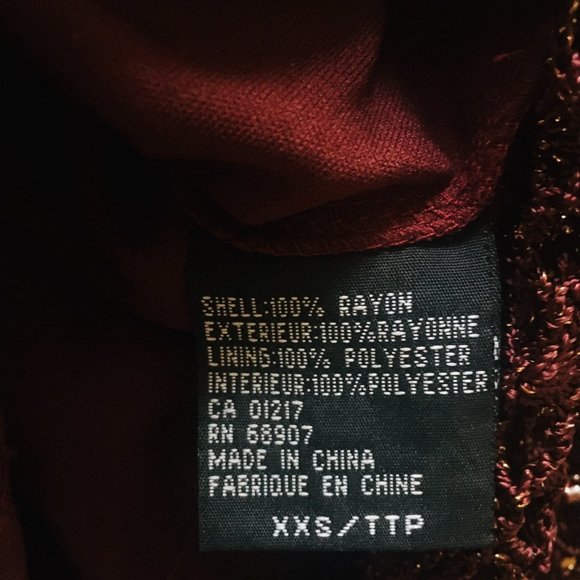 SHELL:100% RAYON
EXTERIEUR:100%RAYONNE
LINING:100% POLYESTER
INTERIEUR:100%POLYESTER
CA 01217
RN 68907
MADE IN CHINA
FABRIQUE EN CHINE
XXS/TTP